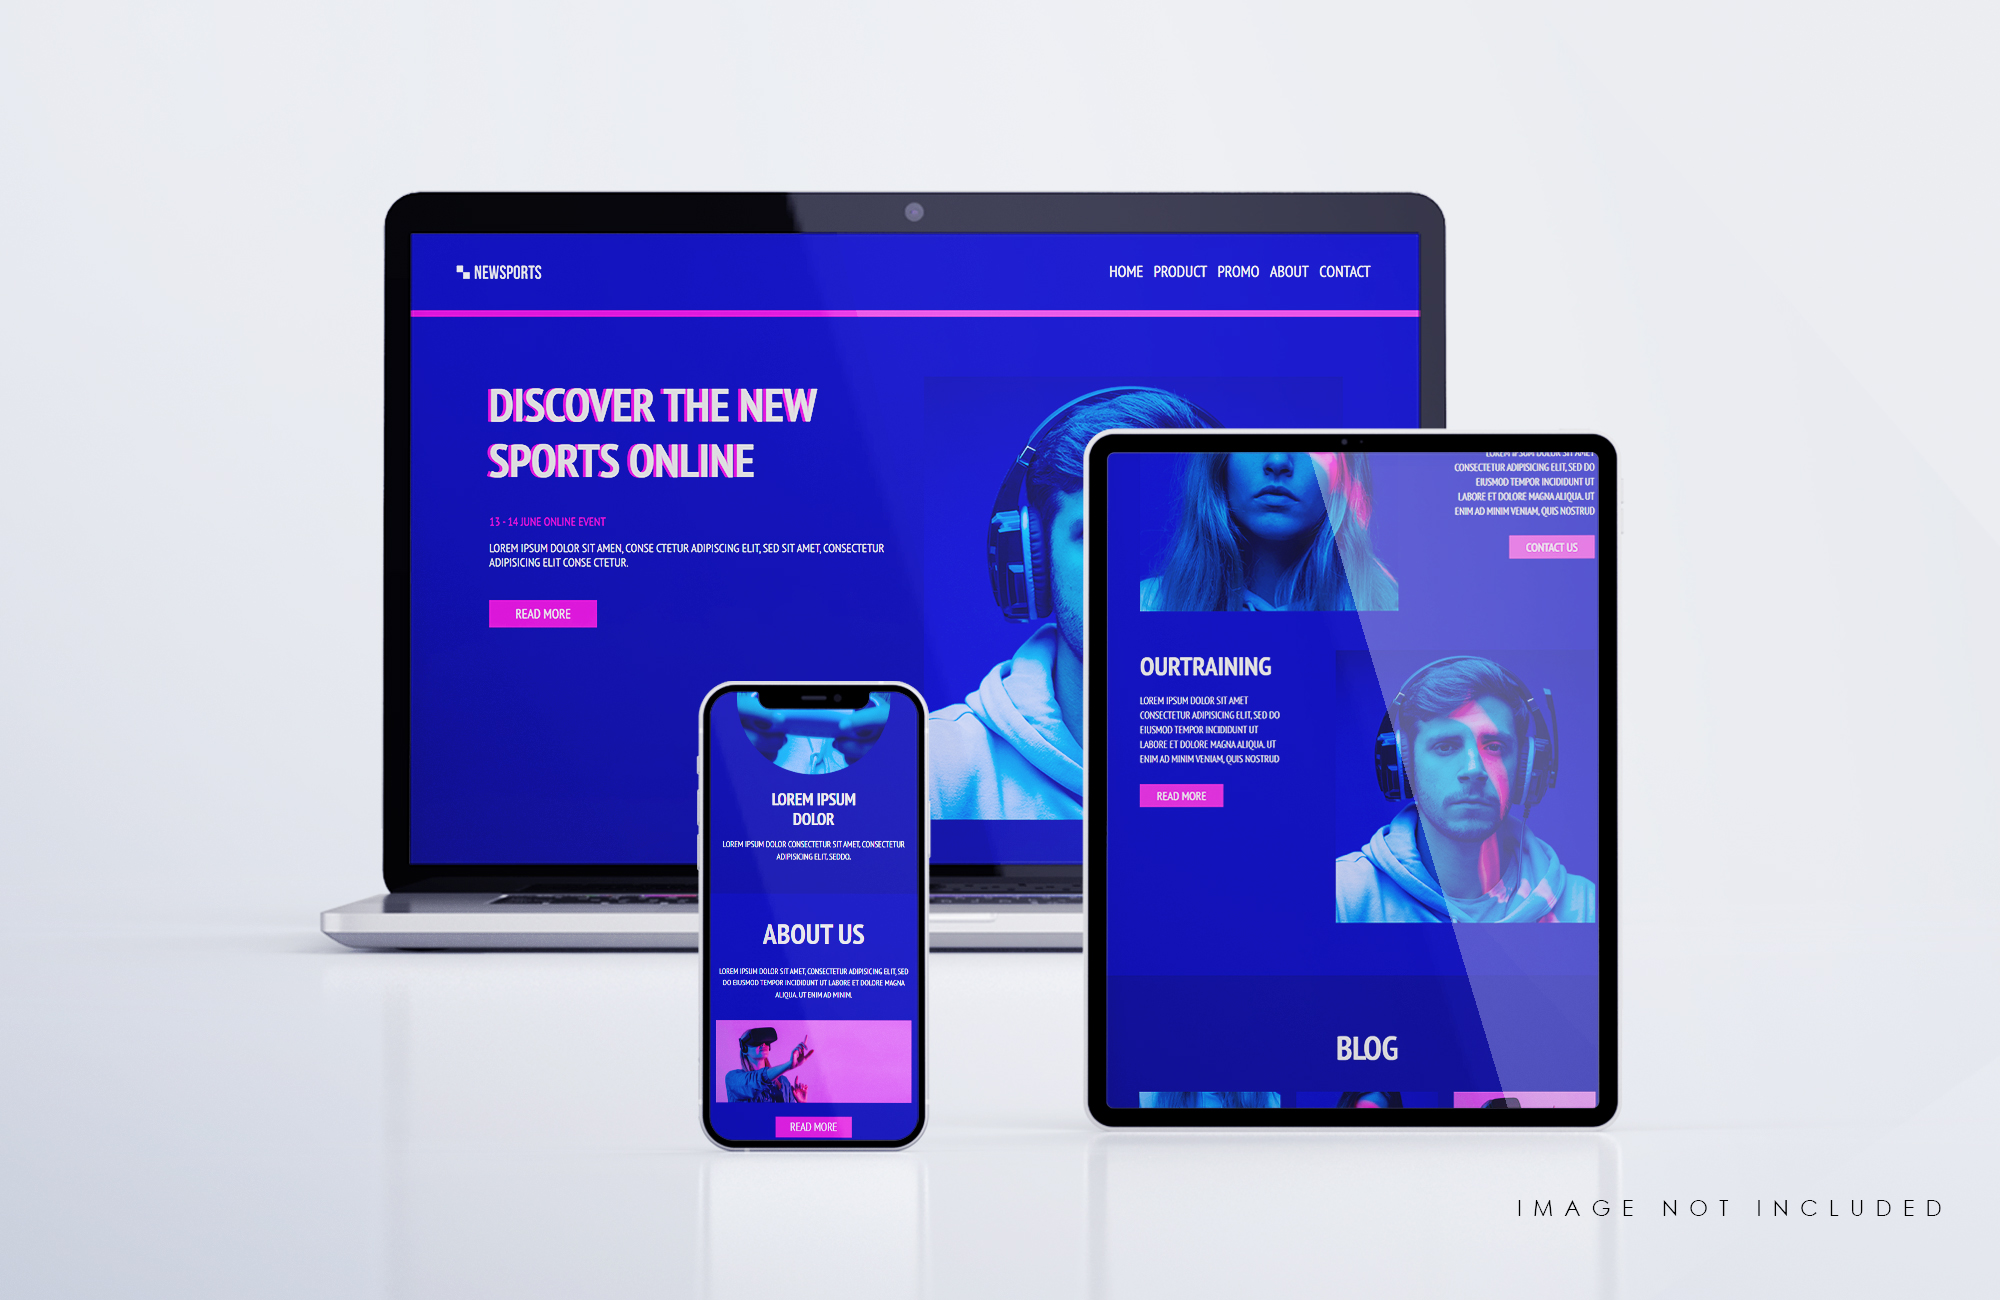 NEWSPORTS
HOME PRODUCT PROMO ABOUT CONTACT
DISCOVER THE NEW
SPORTS ONLINE
13 - 14 JUNE ONLINE EVENT
LOREM IPSUM DOLOR SIT AMEN, CONSE CTETUR ADIPISCING ELIT, SED SIT AMET, CONSECTETUR
ADIPISICING ELIT CONSE CTETUR.
READ MORE
LOREM IPSUM
DOLOR
LOREM IPSUM DOLOR CONSECTETUR SIT AMET, CONSECTETUR
ADIPISICING ELIT, SEDDO.
ABOUT US
LOREM IPSUM DOLOR SIT AMET, CONSECTETUR ADIPISICING ELIT, SED
DO EIUSMOD TEMPOR INCIDIDUNT UT LABORE ET DOLORE MAGNA
ALIQUA. UT ENIM AD MINIM.
READ MORE
LOREM IPSUM DOLOR SIT AMET
CONSECTETUR ADIPISICING ELIT, SED DO
EIUSMOD TEMPOR INCIDIDUNT UT
LABORE ET DOLORE MAGNA ALIQUA. UT
ENIM AD MINIM VENIAM, QUIS NOSTRUD
CONTACT US
OURTRAINING
LOREM IPSUM DOLOR SIT AMET
CONSECTETUR ADIPISICING ELIT, SED DO
EIUSMOD TEMPOR INCIDIDUNT UT
LABORE ET DOLORE MAGNA ALIQUA. UT
ENIM AD MINIM VENIAM, QUIS NOSTRUD
READ MORE
BLOG
IMAGE NOT INCLUDED